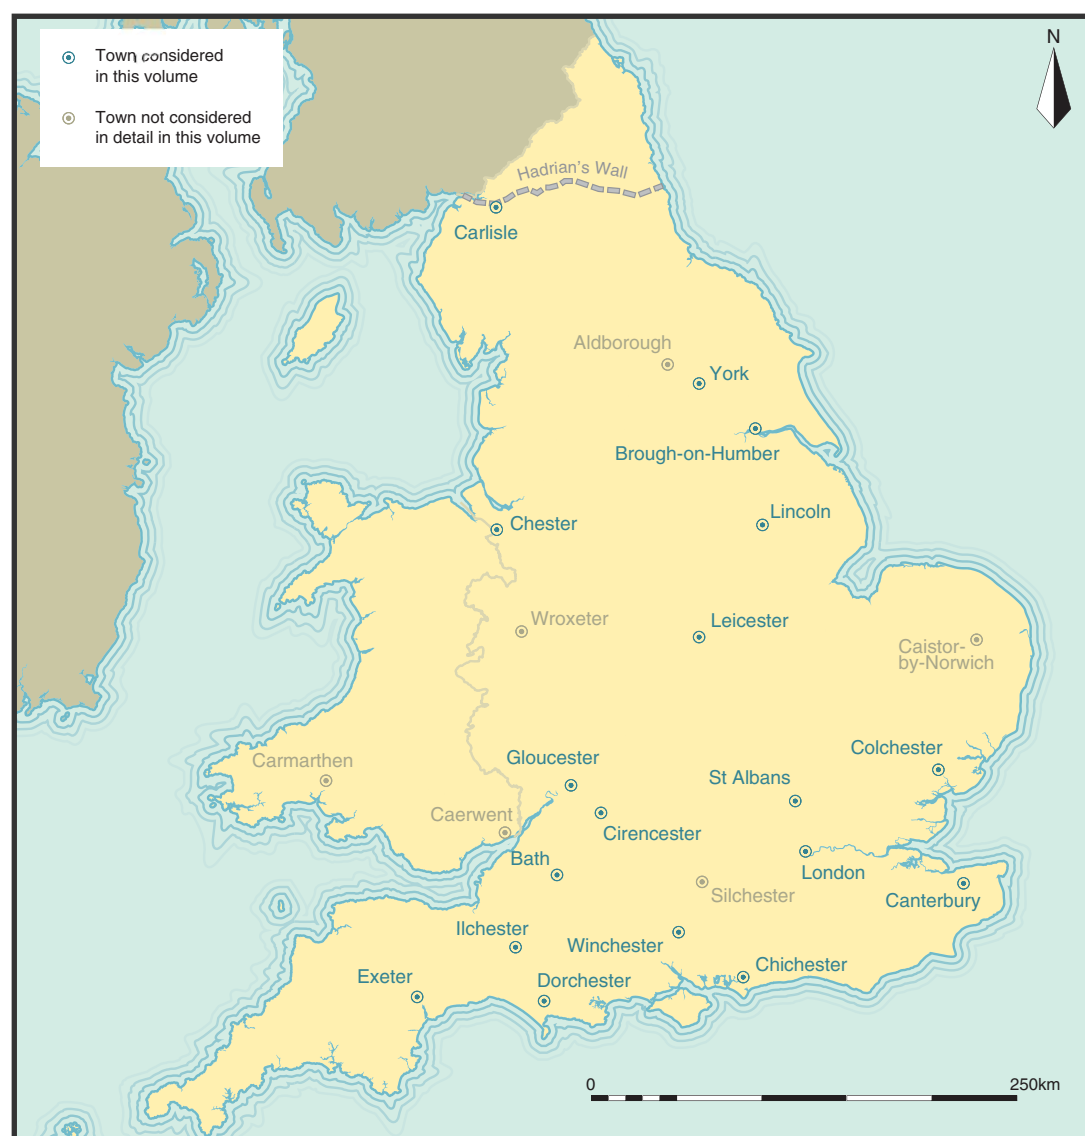 Town considered
in this volume
Town not considered
in detail in this volume
N
Hadrian's Wall
Carlisle
Aldborough
York
Brough-on-Humber
Lincoln
Chester
Wroxeter
Leicester
Caistor-
by-Norwich
Colchester
Gloucester
Carmarthen
St Albans
Caerwent
Cirencester
Bath
London
Silchester
Canterbury
Ilchester
Winchester
Chichester
Exeter
Dorchester
0
250km